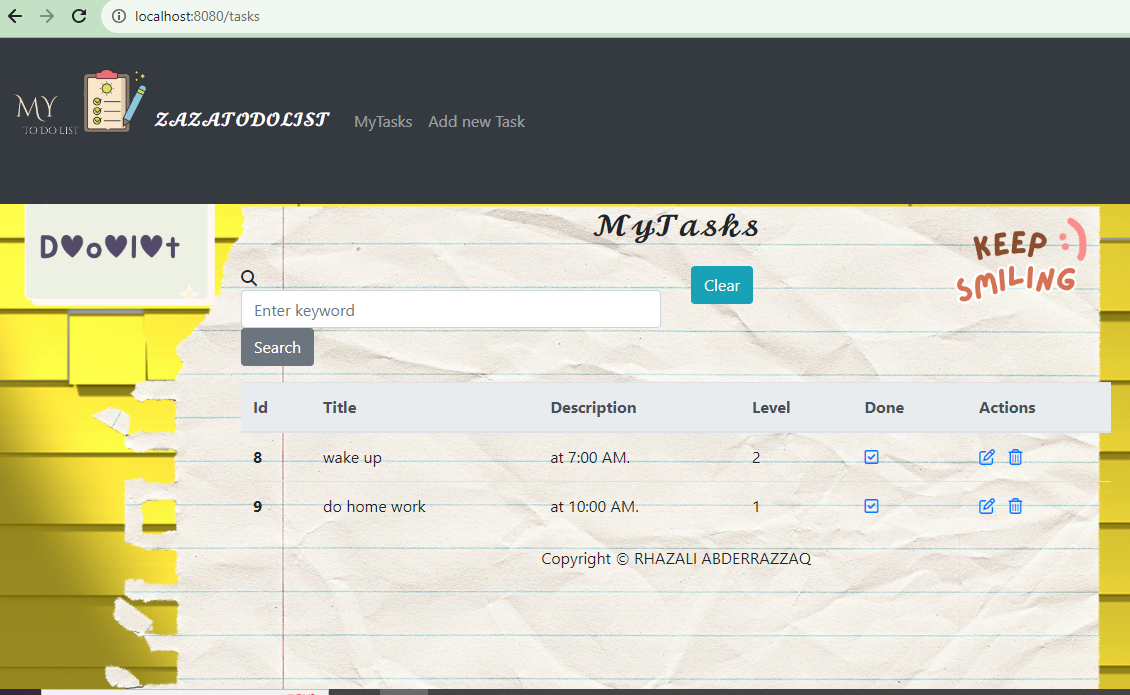 localhost:8080/tasks
MY
TO DO LIST
ZAZATODOLIST MyTasks Add new Task
D♥o♥I♥t
MyTasks
KEEP :)
SMILING
Clear
Enter keyword
Search
Id Title Description Level Done Actions
8 wake up at 7:00 AM. 2
9 do home work at 10:00 AM. 1
Copyright © RHAZALI ABDERRAZZAQ